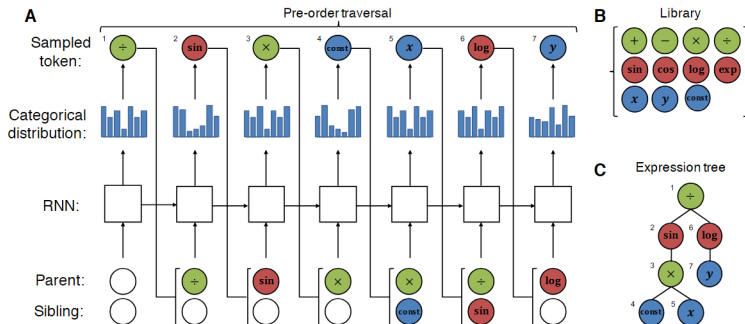 A
Pre-order traversal
Sampled token:
1 ÷ 2 sin 3 × 4 const 5 x 6 log 7 y
Categorical distribution:
RNN:
Parent:
÷ sin × × ÷ log
Sibling:
const sin
B
Library
+ − × ÷
sin cos log exp
x y const
C
Expression tree
1 ÷
2 sin 6 log
3 × 7 y
4 const 5 x